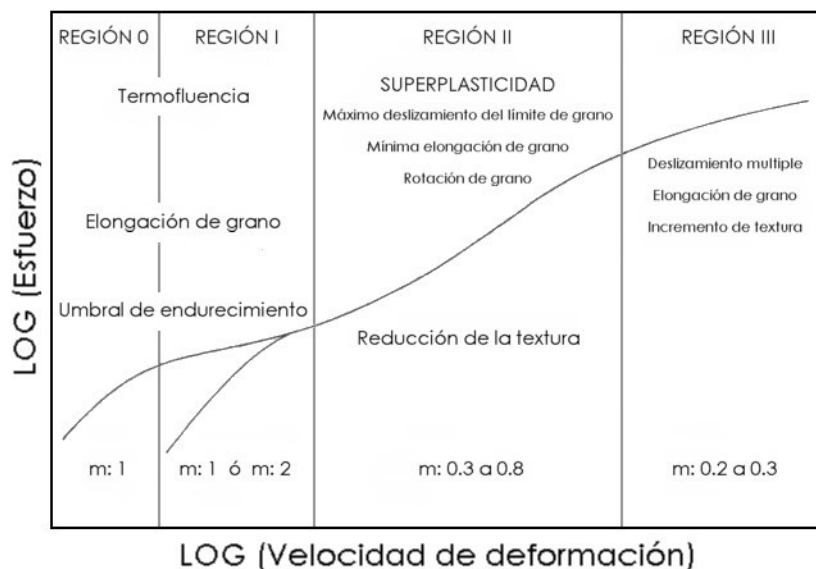 REGIÓN 0
REGIÓN I
REGIÓN II
REGIÓN III
Termofluencia
Elongación de grano
Umbral de endurecimiento
SUPERPLASTICIDAD
Máximo deslizamiento del límite de grano
Mínima elongación de grano
Rotación de grano
Reducción de la textura
Deslizamiento multiple
Elongación de grano
Incremento de textura
m: 1
m: 1 ó m: 2
m: 0.3 a 0.8
m: 0.2 a 0.3
LOG (Esfuerzo)
LOG (Velocidad de deformación)